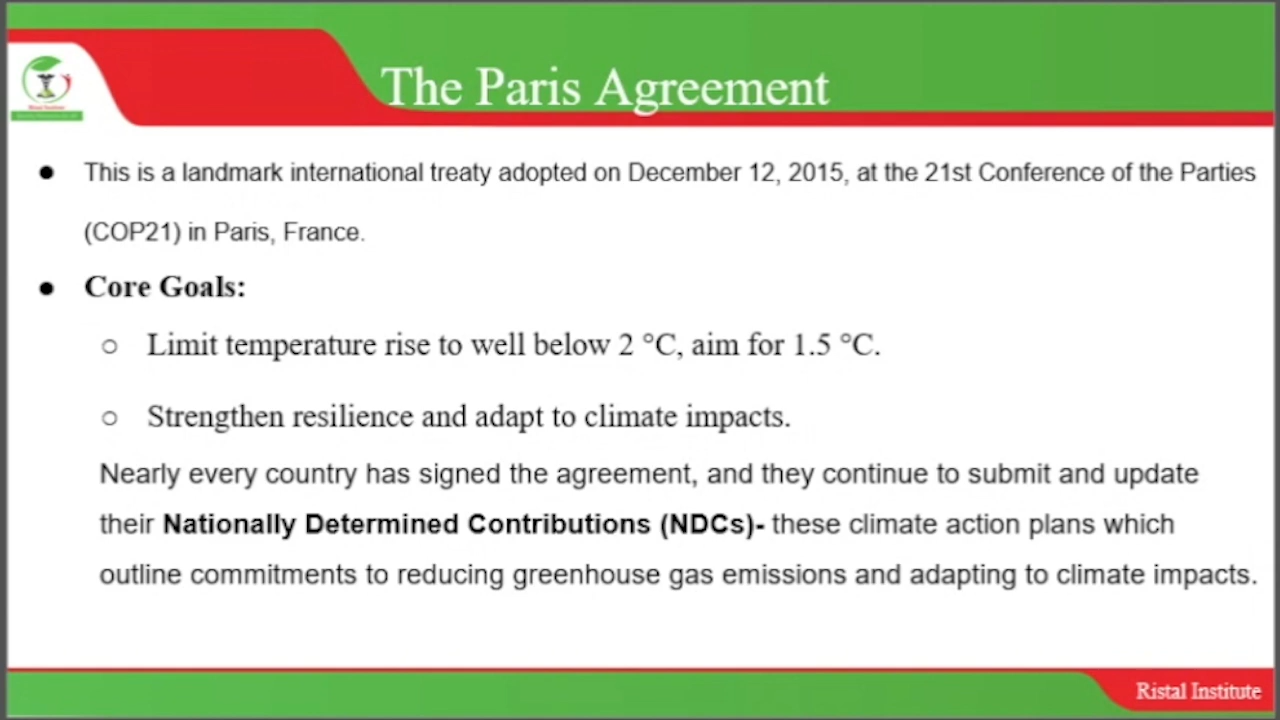 The Paris Agreement
● This is a landmark international treaty adopted on December 12, 2015, at the 21st Conference of the Parties
(COP21) in Paris, France.
● Core Goals:
○ Limit temperature rise to well below 2 °C, aim for 1.5 °C.
○ Strengthen resilience and adapt to climate impacts.
Nearly every country has signed the agreement, and they continue to submit and update
their Nationally Determined Contributions (NDCs)- these climate action plans which
outline commitments to reducing greenhouse gas emissions and adapting to climate impacts.
Ristal Institute